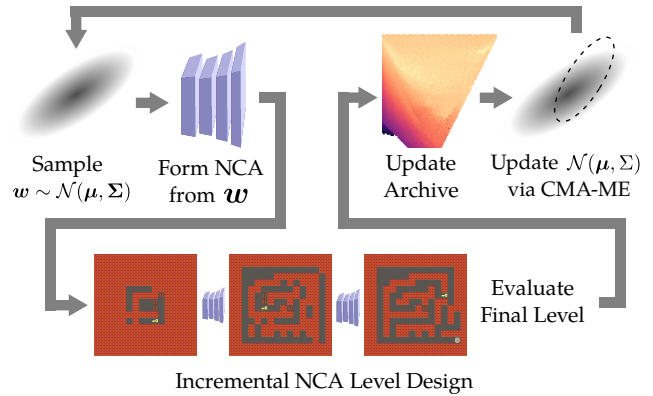 Sample
w ∼ 𝒩(μ, Σ)
Form NCA
from w
Update
Archive
Update 𝒩(μ, Σ)
via CMA-ME
Evaluate
Final Level
Incremental NCA Level Design